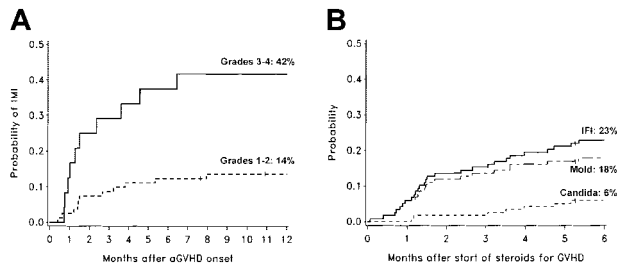 A
Probability of IMI
0.5
0.4
0.3
0.2
0.1
0.0
Grades 3-4: 42%
Grades 1-2: 14%
0 1 2 3 4 5 6 7 8 9 10 11 12
Months after aGVHD onset
B
Probability
0.5
0.4
0.3
0.2
0.1
0.0
IFI: 23%
Mold: 18%
Candida: 6%
0 1 2 3 4 5 6
Months after start of steroids for GVHD